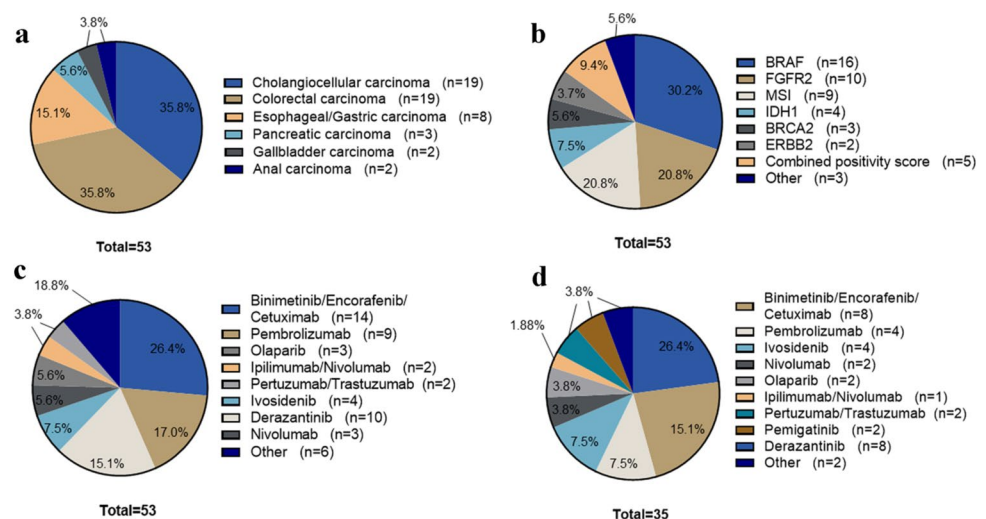 a
3.8%
5.6%
15.1%
35.8%
35.8%
Cholangiocellular carcinoma (n=19)
Colorectal carcinoma (n=19)
Esophageal/Gastric carcinoma (n=8)
Pancreatic carcinoma (n=3)
Gallbladder carcinoma (n=2)
Anal carcinoma (n=2)
Total=53
b
5.6%
9.4%
3.7%
5.6%
7.5%
20.8%
20.8%
30.2%
BRAF (n=16)
FGFR2 (n=10)
MSI (n=9)
IDH1 (n=4)
BRCA2 (n=3)
ERBB2 (n=2)
Combined positivity score (n=5)
Other (n=3)
Total=53
c
18.8%
3.8%
5.6%
5.6%
7.5%
15.1%
17.0%
26.4%
Binimetinib/Encorafenib/
Cetuximab (n=14)
Pembrolizumab (n=9)
Olaparib (n=3)
Ipilimumab/Nivolumab (n=2)
Pertuzumab/Trastuzumab (n=2)
Ivosidenib (n=4)
Derazantinib (n=10)
Nivolumab (n=3)
Other (n=6)
Total=53
d
3.8%
1.88%
3.8%
3.8%
7.5%
7.5%
15.1%
26.4%
Binimetinib/Encorafenib/
Cetuximab (n=8)
Pembrolizumab (n=4)
Ivosidenib (n=4)
Nivolumab (n=2)
Olaparib (n=2)
Ipilimumab/Nivolumab (n=1)
Pertuzumab/Trastuzumab (n=2)
Pemigatinib (n=2)
Derazantinib (n=8)
Other (n=2)
Total=35